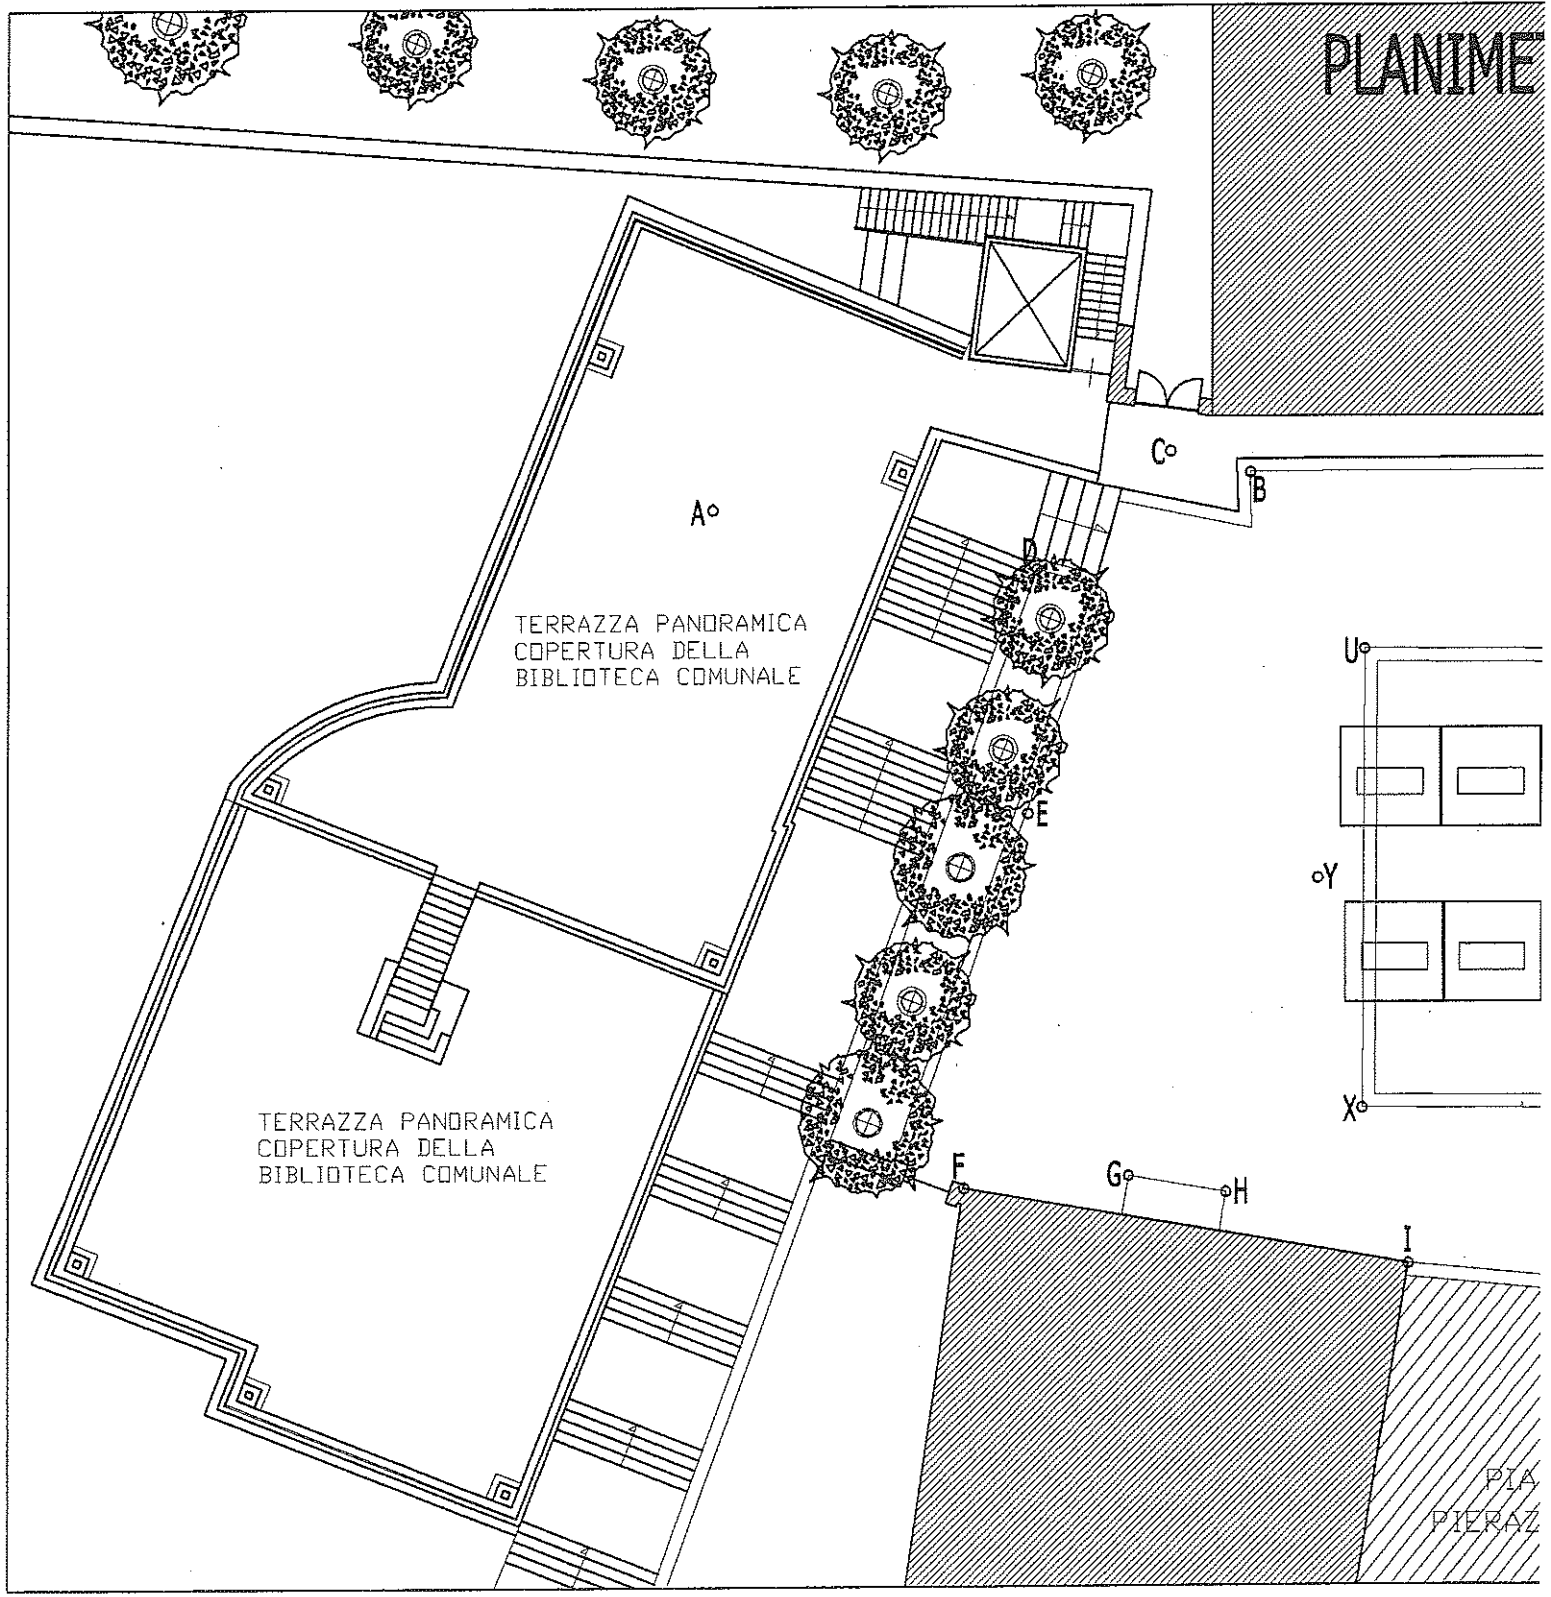 PLANIME
C
B
A
D
TERRAZZA PANORAMICA
COPERTURA DELLA
BIBLIOTECA COMUNALE
U
E
Y
X
TERRAZZA PANORAMICA
COPERTURA DELLA
BIBLIOTECA COMUNALE
F
G
H
I
PIA
PIERAZ